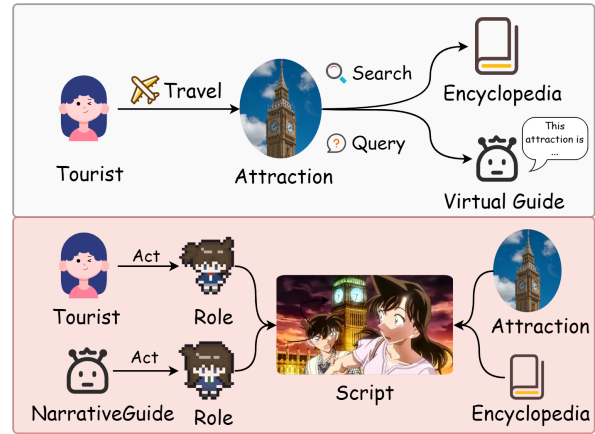 Travel
Search
Encyclopedia
This
attraction is
...
Query
Tourist
Attraction
Virtual Guide
Act
Tourist
Role
Attraction
Act
Script
NarrativeGuide
Role
Encyclopedia